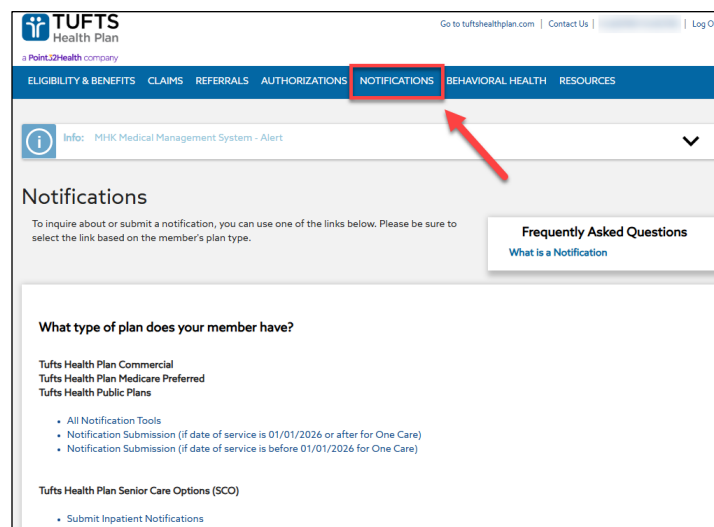 TUFTS
Health Plan
a Point32Health company
Go to tuftshealthplan.com | Contact Us | | Log O
ELIGIBILITY & BENEFITS CLAIMS REFERRALS AUTHORIZATIONS NOTIFICATIONS BEHAVIORAL HEALTH RESOURCES
Info: MHK Medical Management System - Alert
Notifications
To inquire about or submit a notification, you can use one of the links below. Please be sure to
select the link based on the member's plan type.
Frequently Asked Questions
What is a Notification
What type of plan does your member have?
Tufts Health Plan Commercial
Tufts Health Plan Medicare Preferred
Tufts Health Public Plans
• All Notification Tools
• Notification Submission (if date of service is 01/01/2026 or after for One Care)
• Notification Submission (if date of service is before 01/01/2026 for One Care)
Tufts Health Plan Senior Care Options (SCO)
• Submit Inpatient Notifications